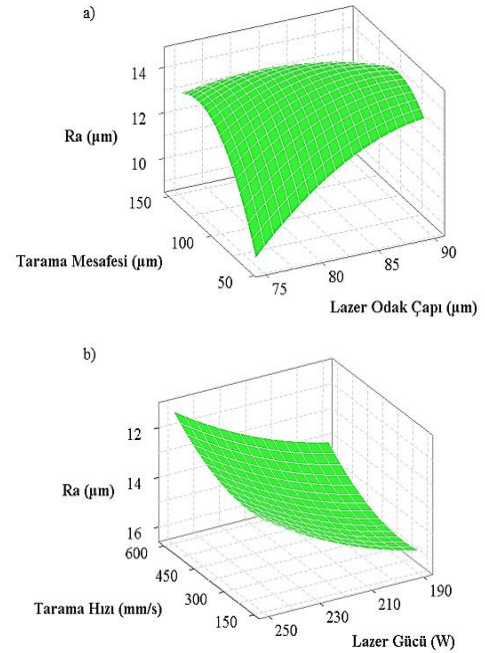 a)
14
12
Ra (µm)
10
150
100
Tarama Mesafesi (µm)
50
75
80
85
90
Lazer Odak Çapı (µm)
b)
12
14
Ra (µm)
16
600
450
Tarama Hızı (mm/s)
300
150
250
230
210
190
Lazer Gücü (W)